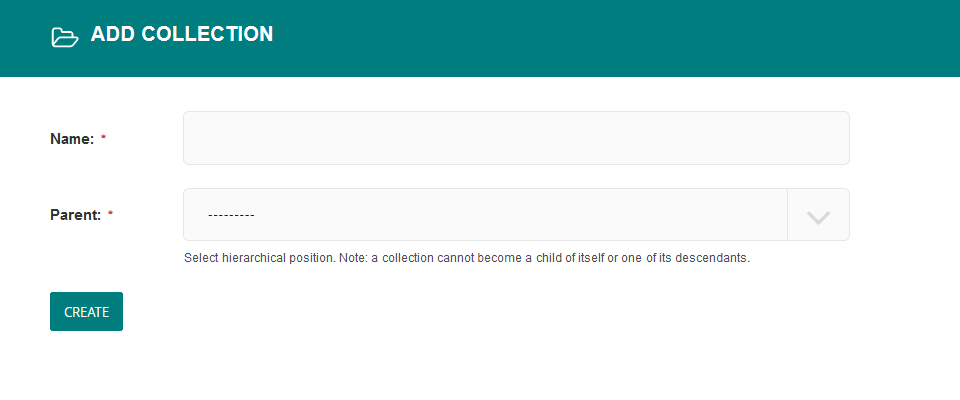 ADD COLLECTION
Name: *
Parent: *
---------
Select hierarchical position. Note: a collection cannot become a child of itself or one of its descendants.
CREATE